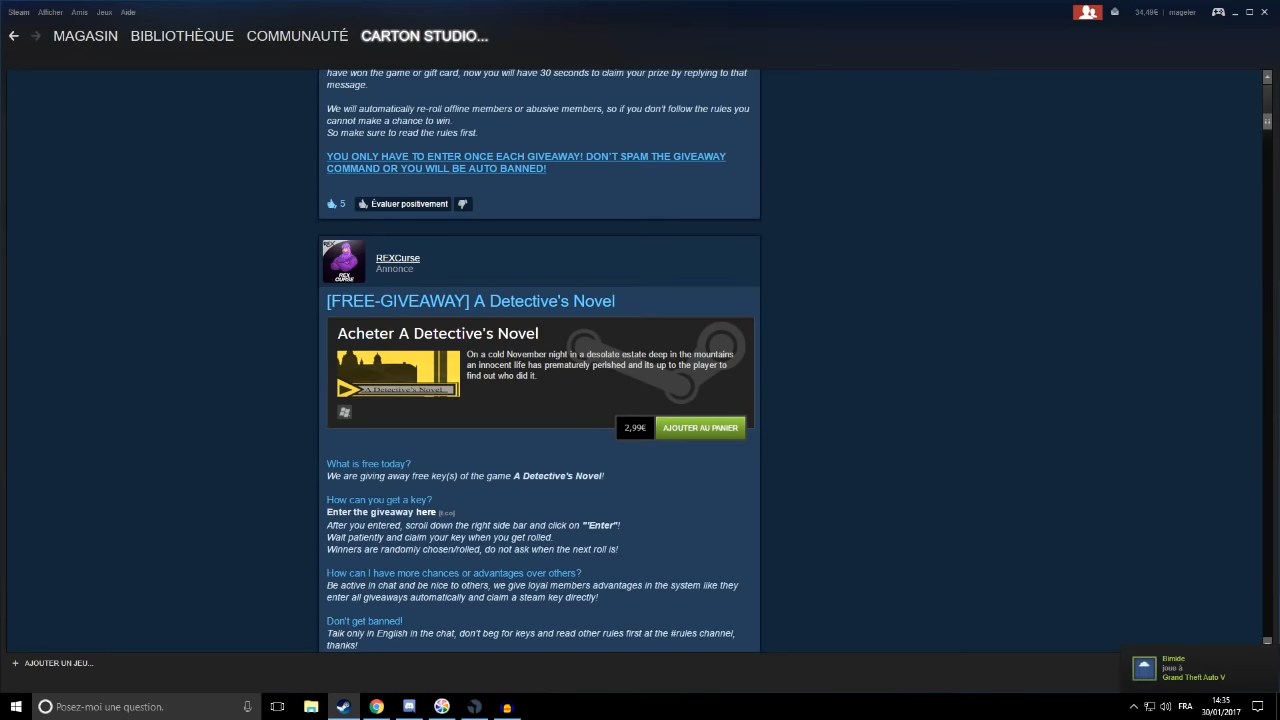 Steam Afficher Amis Jeux Aide
34,49€ mageler
MAGASIN BIBLIOTHÈQUE COMMUNAUTÉ CARTON STUDIO...
have won the game or gift card, now you will have 30 seconds to claim your prize by replying to that
message.
We will automatically re-roll offline members or abusive members, so if you don't follow the rules you
cannot make a chance to win.
So make sure to read the rules first.
YOU ONLY HAVE TO ENTER ONCE EACH GIVEAWAY! DON'T SPAM THE GIVEAWAY
COMMAND OR YOU WILL BE AUTO BANNED!
5 Évaluer positivement
REX
REX
CURSE
REXCurse
Annonce
[FREE-GIVEAWAY] A Detective's Novel
Acheter A Detective's Novel
On a cold November night in a desolate estate deep in the mountains
an innocent life has prematurely perished and its up to the player to
find out who did it.
A Detective's Novel
2,99€ AJOUTER AU PANIER
What is free today?
We are giving away free key(s) of the game A Detective's Novel!
How can you get a key?
Enter the giveaway here [t.co]
After you entered, scroll down the right side bar and click on "'Enter"!
Wait patiently and claim your key when you get rolled.
Winners are randomly chosen/rolled, do not ask when the next roll is!
How can I have more chances or advantages over others?
Be active in chat and be nice to others, we give loyal members advantages in the system like they
enter all giveaways automatically and claim a steam key directly!
Don't get banned!
Talk only in English in the chat, don't beg for keys and read other rules first at the #rules channel,
thanks!
+ AJOUTER UN JEU...
Bimide
joue à
Grand Theft Auto V
Posez-moi une question.
FRA
14:35
30/01/2017